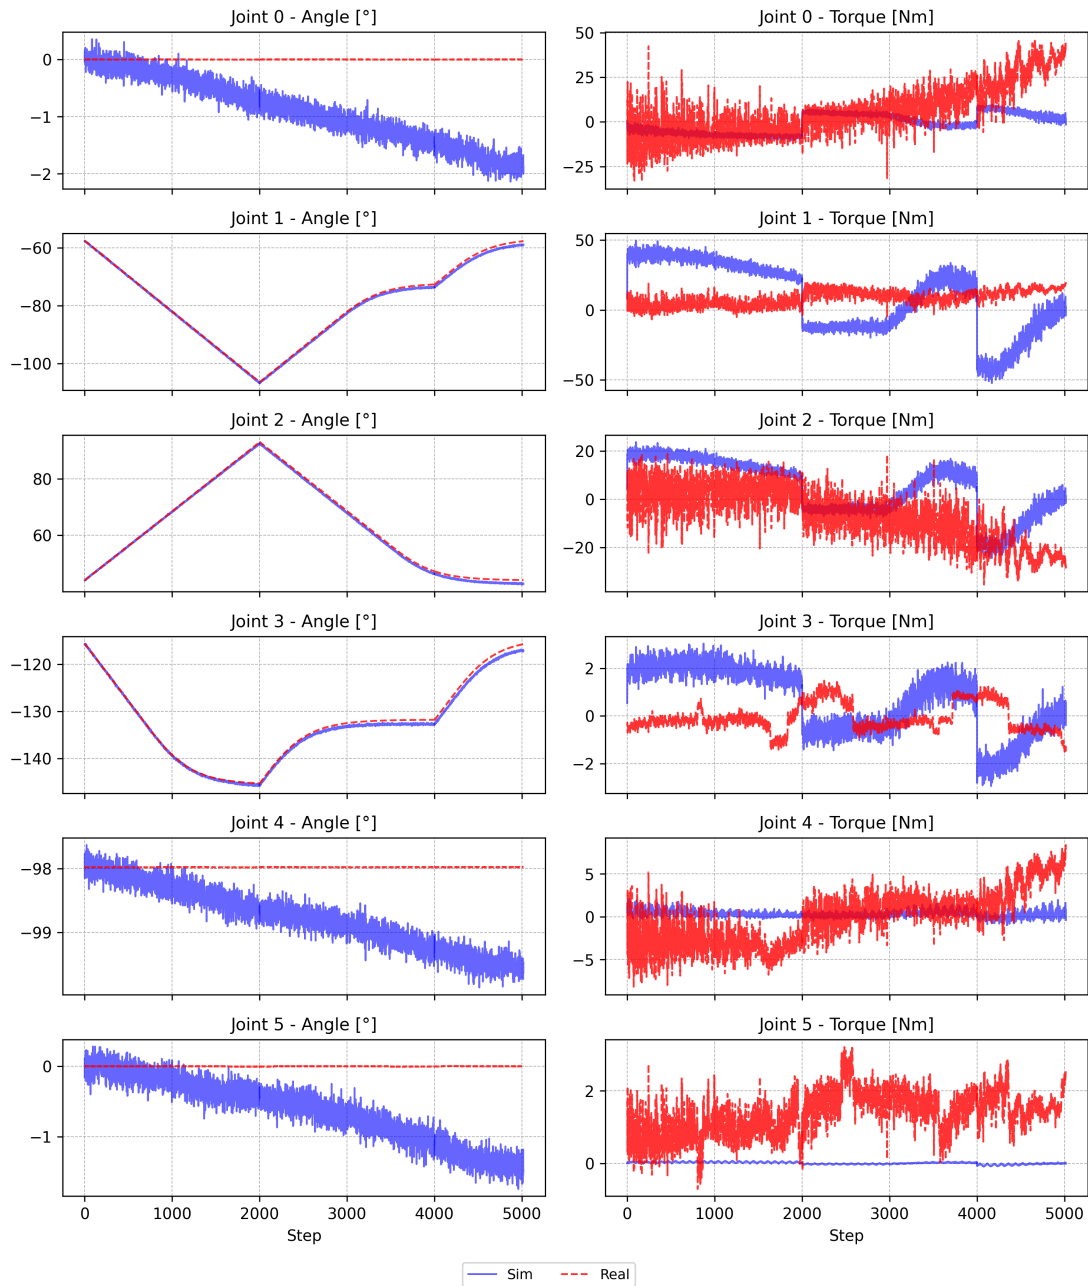 Joint 0 - Angle [°]
Joint 0 - Torque [Nm]
0
−1
−2
50
25
0
−25
Joint 1 - Angle [°]
Joint 1 - Torque [Nm]
−60
−80
−100
50
0
−50
Joint 2 - Angle [°]
Joint 2 - Torque [Nm]
80
60
20
0
−20
Joint 3 - Angle [°]
Joint 3 - Torque [Nm]
−120
−130
−140
2
0
−2
Joint 4 - Angle [°]
Joint 4 - Torque [Nm]
−98
−99
5
0
−5
Joint 5 - Angle [°]
Joint 5 - Torque [Nm]
0
−1
2
0
0 1000 2000 3000 4000 5000
0 1000 2000 3000 4000 5000
Step
Step
Sim Real